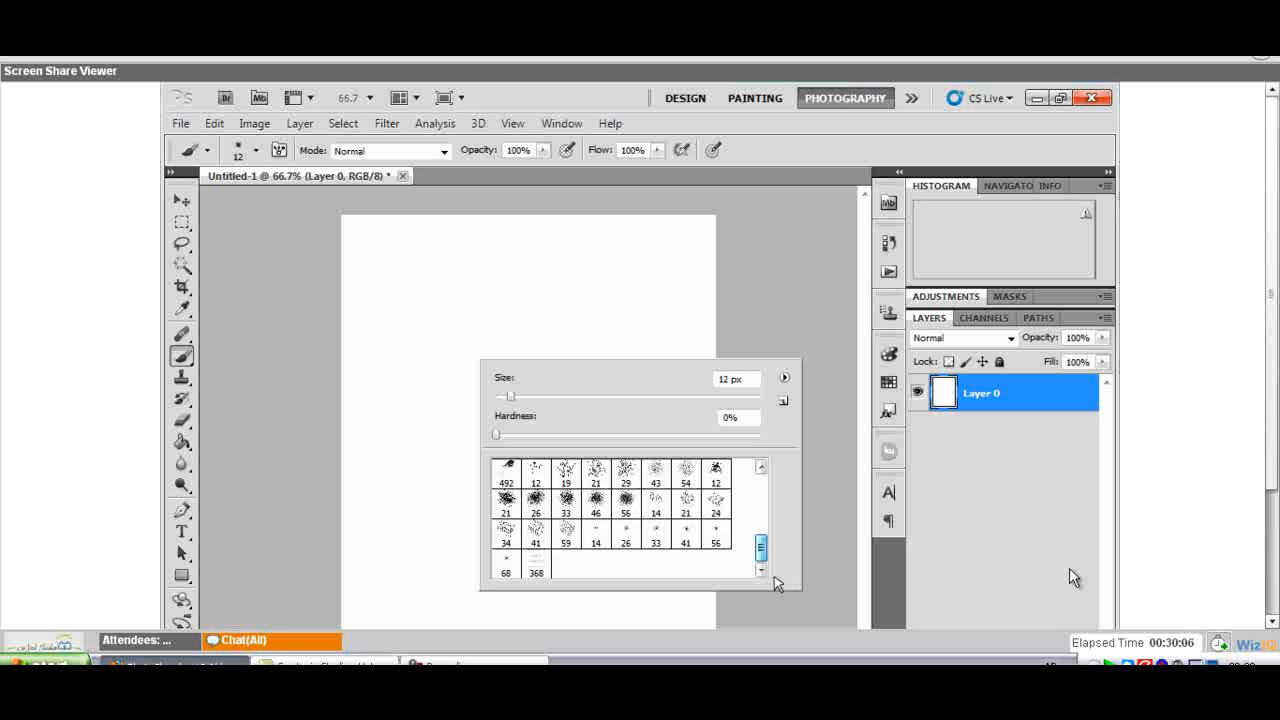 Screen Share Viewer
Br Mb 66.7 DESIGN PAINTING PHOTOGRAPHY CS Live
File Edit Image Layer Select Filter Analysis 3D View Window Help
12 Mode: Normal Opacity: 100% Flow: 100%
Untitled-1 @ 66.7% (Layer 0, RGB/8) *
HISTOGRAM NAVIGATO INFO
Mb
ADJUSTMENTS MASKS
LAYERS CHANNELS PATHS
Normal Opacity: 100%
Lock: Fill: 100%
Layer 0
Size: 12 px
Hardness: 0%
492 12 19 21 29 43 54 12
21 26 33 46 56 14 21 24
34 41 59 14 26 33 41 56
68 368
Attendees: ... Chat(All)
Elapsed Time 00:30:06